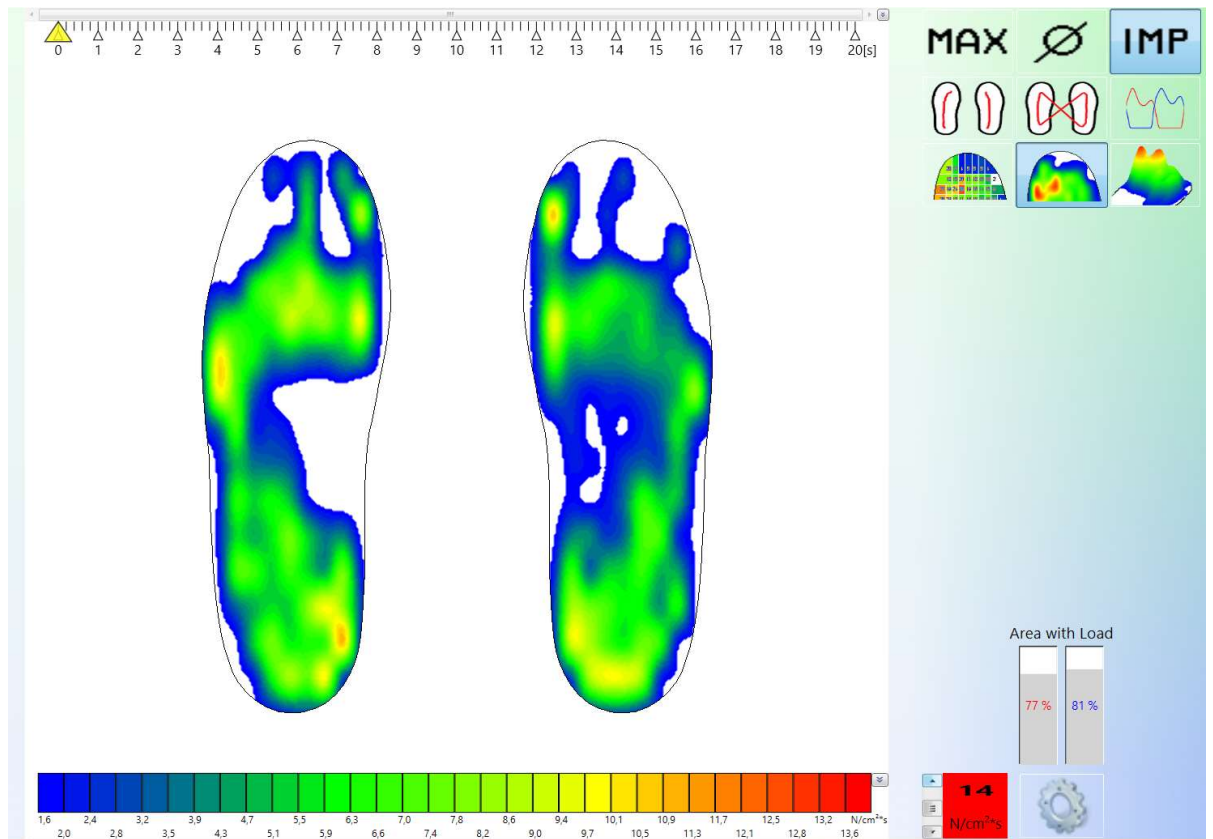 0 1 2 3 4 5 6 7 8 9 10 11 12 13 14 15 16 17 18 19 20[s]
MAX Ø IMP
Area with Load
77 % 81 %
1,6 2,4 3,2 3,9 4,7 5,5 6,3 7,0 7,8 8,6 9,4 10,1 10,9 11,7 12,5 13,2 N/cm²*s
2,0 2,8 3,5 4,3 5,1 5,9 6,6 7,4 8,2 9,0 9,7 10,5 11,3 12,1 12,8 13,6
14
N/cm²*s